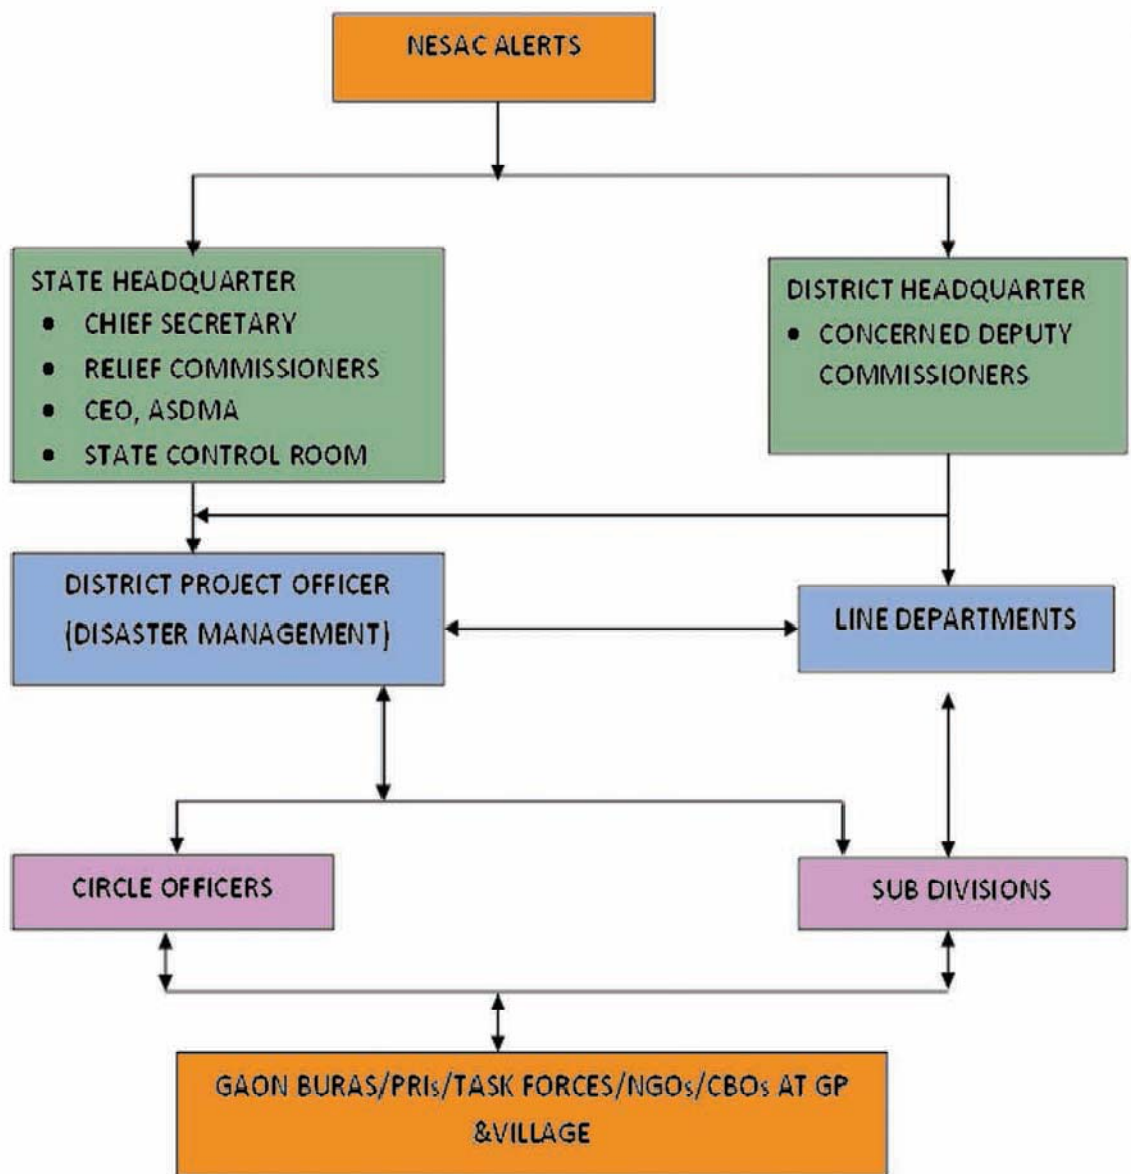 NESAC ALERTS
STATE HEADQUARTER
• CHIEF SECRETARY
• RELIEF COMMISSIONERS
• CEO, ASDMA
• STATE CONTROL ROOM
DISTRICT HEADQUARTER
• CONCERNED DEPUTY
COMMISSIONERS
DISTRICT PROJECT OFFICER
(DISASTER MANAGEMENT)
LINE DEPARTMENTS
CIRCLE OFFICERS
SUB DIVISIONS
GAON BURAS/PRIs/TASK FORCES/NGOs/CBOs AT GP
&VILLAGE